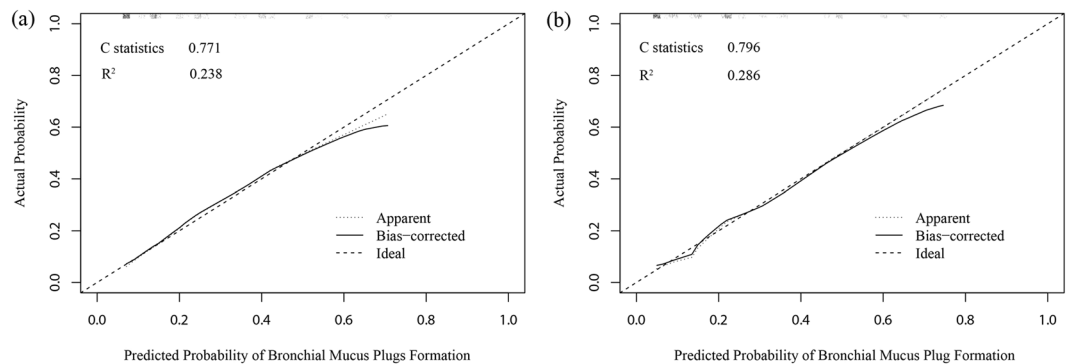 (a)
C statistics 0.771
R² 0.238
Apparent
Bias-corrected
Ideal
Actual Probability
0.0 0.2 0.4 0.6 0.8 1.0
0.0 0.2 0.4 0.6 0.8 1.0
Predicted Probability of Bronchial Mucus Plugs Formation
(b)
C statistics 0.796
R² 0.286
Apparent
Bias-corrected
Ideal
Actual Probability
0.0 0.2 0.4 0.6 0.8 1.0
0.0 0.2 0.4 0.6 0.8 1.0
Predicted Probability of Bronchial Mucus Plug Formation